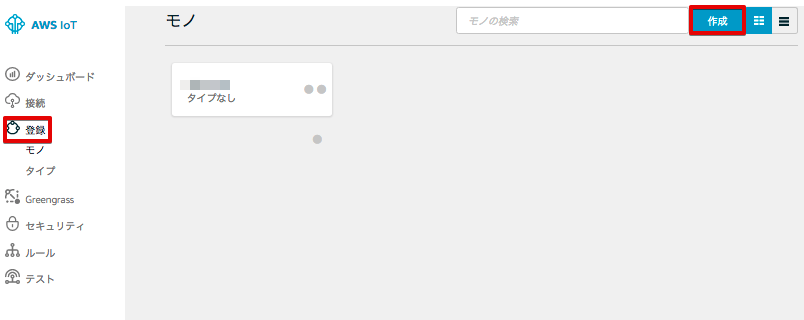 AWS IoT
ダッシュボード
接続
登録
モノ
タイプ
Greengrass
セキュリティ
ルール
テスト
モノ
モノの検索
作成
タイプなし